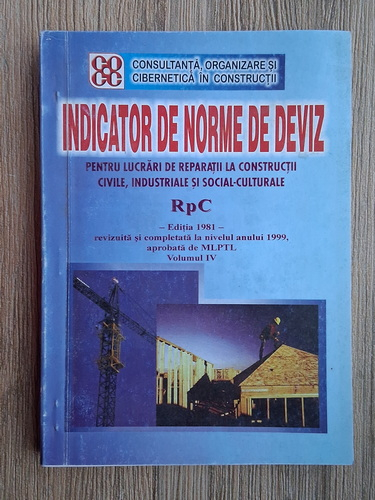 COCC
CONSULTANȚĂ, ORGANIZARE ȘI
CIBERNETICĂ ÎN CONSTRUCȚII
INDICATOR DE NORME DE DEVIZ
PENTRU LUCRĂRI DE REPARAȚII LA CONSTRUCȚII
CIVILE, INDUSTRIALE ȘI SOCIAL-CULTURALE
RpC
– Ediția 1981 –
revizuită și completată la nivelul anului 1999,
aprobată de MLPTL
Volumul IV